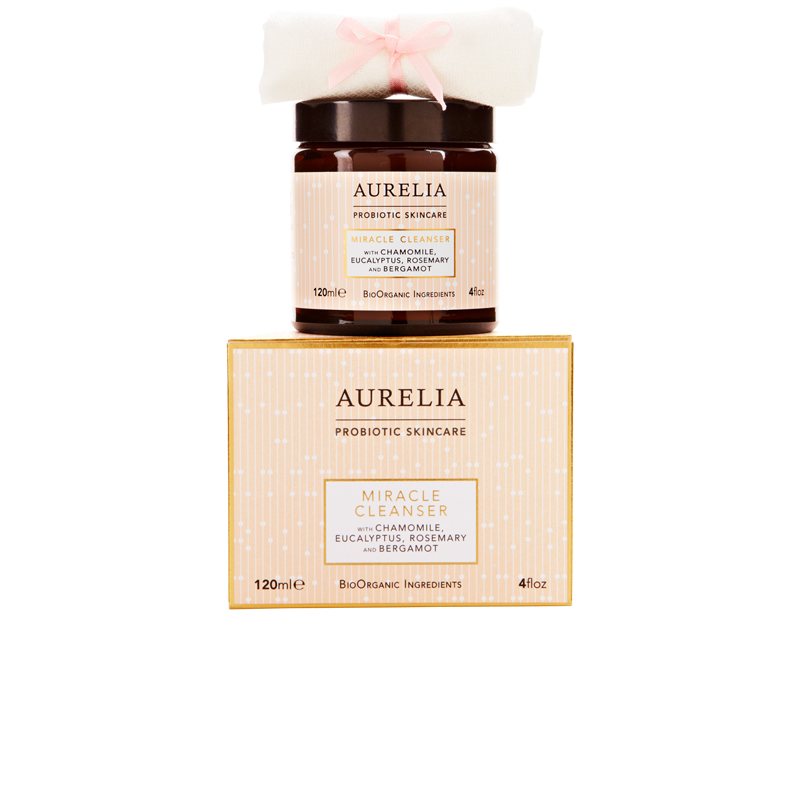 AURELIA
PROBIOTIC SKINCARE
MIRACLE CLEANSER
WITH CHAMOMILE,
EUCALYPTUS, ROSEMARY
AND BERGAMOT
120ml℮ BIOORGANIC INGREDIENTS 4floz
AURELIA
PROBIOTIC SKINCARE
MIRACLE
CLEANSER
WITH CHAMOMILE,
EUCALYPTUS, ROSEMARY
AND BERGAMOT
120ml℮ BIOORGANIC INGREDIENTS 4floz